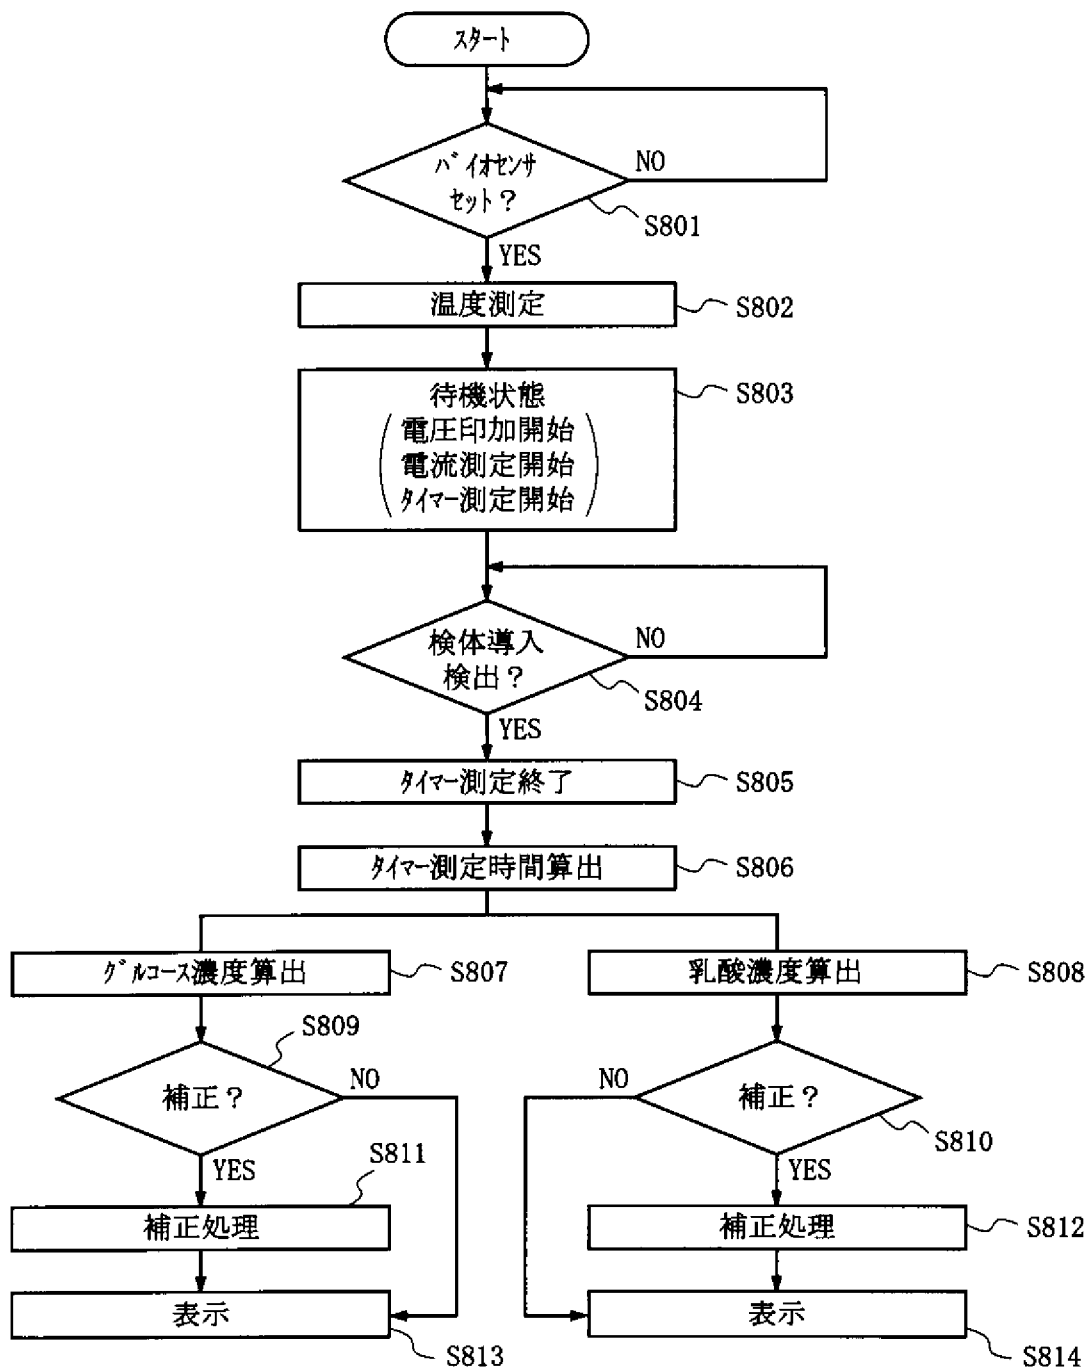 スタート
バイオセンサ
セット？
NO
S801
YES
温度測定
S802
待機状態
電圧印加開始
電流測定開始
タイマー測定開始
S803
検体導入
検出？
NO
S804
YES
タイマー測定終了
S805
タイマー測定時間算出
S806
グルコース濃度算出
S807
乳酸濃度算出
S808
S809
補正？
NO
NO
補正？
S810
YES
S811
YES
補正処理
補正処理
S812
表示
S813
表示
S814